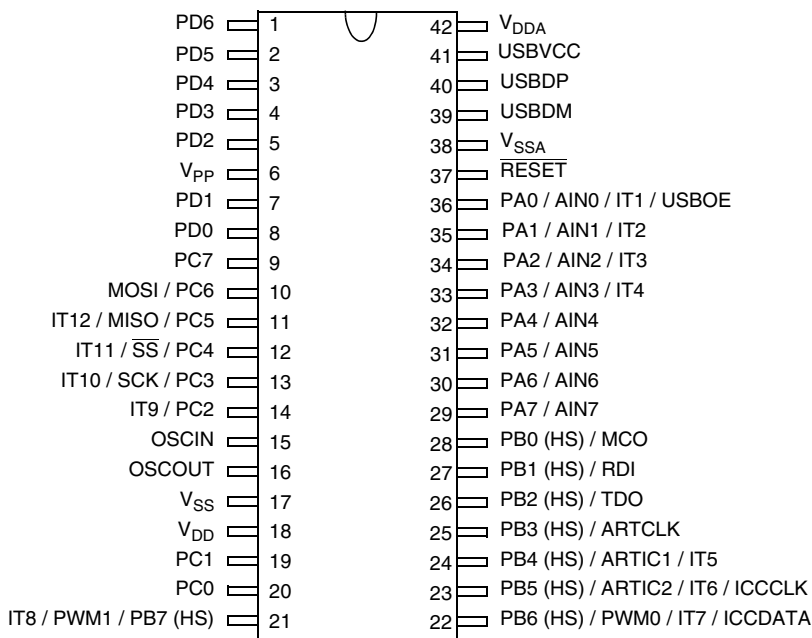 PD6 1 42 VDDA
PD5 2 41 USBVCC
PD4 3 40 USBDP
PD3 4 39 USBDM
PD2 5 38 VSSA
VPP 6 37 RESET
PD1 7 36 PA0 / AIN0 / IT1 / USBOE
PD0 8 35 PA1 / AIN1 / IT2
PC7 9 34 PA2 / AIN2 / IT3
MOSI / PC6 10 33 PA3 / AIN3 / IT4
IT12 / MISO / PC5 11 32 PA4 / AIN4
IT11 / SS / PC4 12 31 PA5 / AIN5
IT10 / SCK / PC3 13 30 PA6 / AIN6
IT9 / PC2 14 29 PA7 / AIN7
OSCIN 15 28 PB0 (HS) / MCO
OSCOUT 16 27 PB1 (HS) / RDI
VSS 17 26 PB2 (HS) / TDO
VDD 18 25 PB3 (HS) / ARTCLK
PC1 19 24 PB4 (HS) / ARTIC1 / IT5
PC0 20 23 PB5 (HS) / ARTIC2 / IT6 / ICCCLK
IT8 / PWM1 / PB7 (HS) 21 22 PB6 (HS) / PWM0 / IT7 / ICCDATA